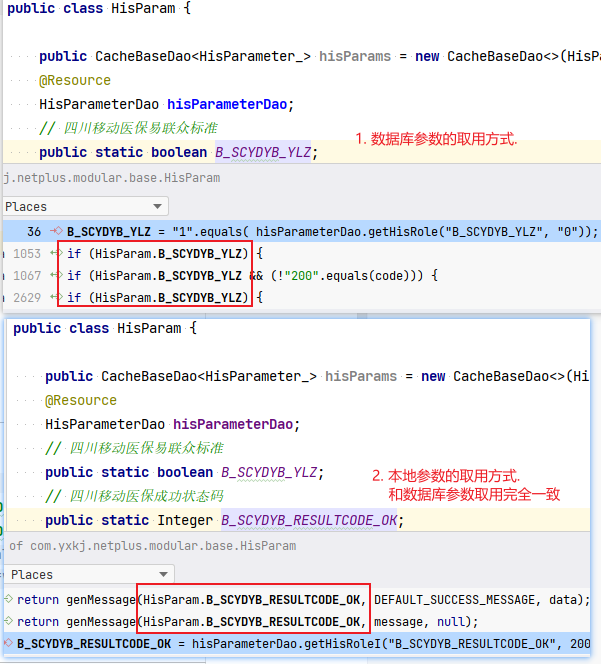 public class HisParam {
public CacheBaseDao<HisParameter_> hisParams = new CacheBaseDao<>(HisP
@Resource
HisParameterDao hisParameterDao;
// 四川移动医保易联众标准
1. 数据库参数的取用方式.
public static boolean B_SCYDYB_YLZ;
j.netplus.modular.base.HisParam
Places
36 B_SCYDYB_YLZ = "1".equals( hisParameterDao.getHisRole("B_SCYDYB_YLZ", "0"));
1053 if (HisParam.B_SCYDYB_YLZ) {
1067 if (HisParam.B_SCYDYB_YLZ && (!"200".equals(code))) {
2629 if (HisParam.B_SCYDYB_YLZ) {
public class HisParam {
public CacheBaseDao<HisParameter_> hisParams = new CacheBaseDao<>(Hi
@Resource
HisParameterDao hisParameterDao;
// 四川移动医保易联众标准
public static boolean B_SCYDYB_YLZ;
2. 本地参数的取用方式.
和数据库参数取用完全一致
// 四川移动医保成功状态码
public static Integer B_SCYDYB_RESULTCODE_OK;
of com.yxkj.netplus.modular.base.HisParam
Places
return genMessage(HisParam.B_SCYDYB_RESULTCODE_OK, DEFAULT_SUCCESS_MESSAGE, data);
return genMessage(HisParam.B_SCYDYB_RESULTCODE_OK, message, null);
B_SCYDYB_RESULTCODE_OK = hisParameterDao.getHisRoleI("B_SCYDYB_RESULTCODE_OK", 200